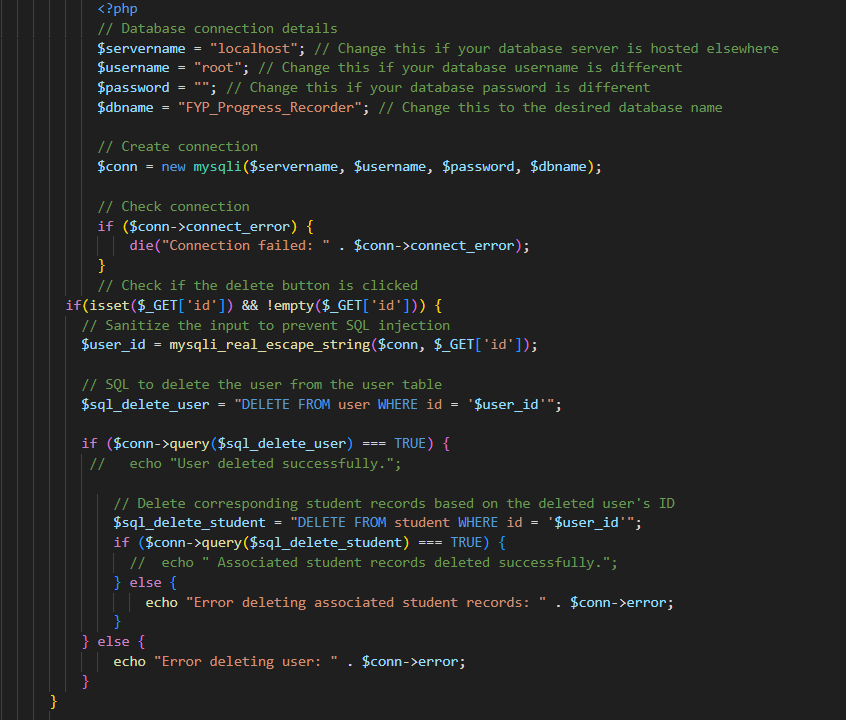 <?php
// Database connection details
$servername = "localhost"; // Change this if your database server is hosted elsewhere
$username = "root"; // Change this if your database username is different
$password = ""; // Change this if your database password is different
$dbname = "FYP_Progress_Recorder"; // Change this to the desired database name
// Create connection
$conn = new mysqli($servername, $username, $password, $dbname);
// Check connection
if ($conn->connect_error) {
die("Connection failed: " . $conn->connect_error);
}
// Check if the delete button is clicked
if(isset($_GET['id']) && !empty($_GET['id'])) {
// Sanitize the input to prevent SQL injection
$user_id = mysqli_real_escape_string($conn, $_GET['id']);
// SQL to delete the user from the user table
$sql_delete_user = "DELETE FROM user WHERE id = '$user_id'";
if ($conn->query($sql_delete_user) === TRUE) {
//   echo "User deleted successfully.";
// Delete corresponding student records based on the deleted user's ID
$sql_delete_student = "DELETE FROM student WHERE id = '$user_id'";
if ($conn->query($sql_delete_student) === TRUE) {
//  echo " Associated student records deleted successfully.";
} else {
echo "Error deleting associated student records: " . $conn->error;
}
} else {
echo "Error deleting user: " . $conn->error;
}
}